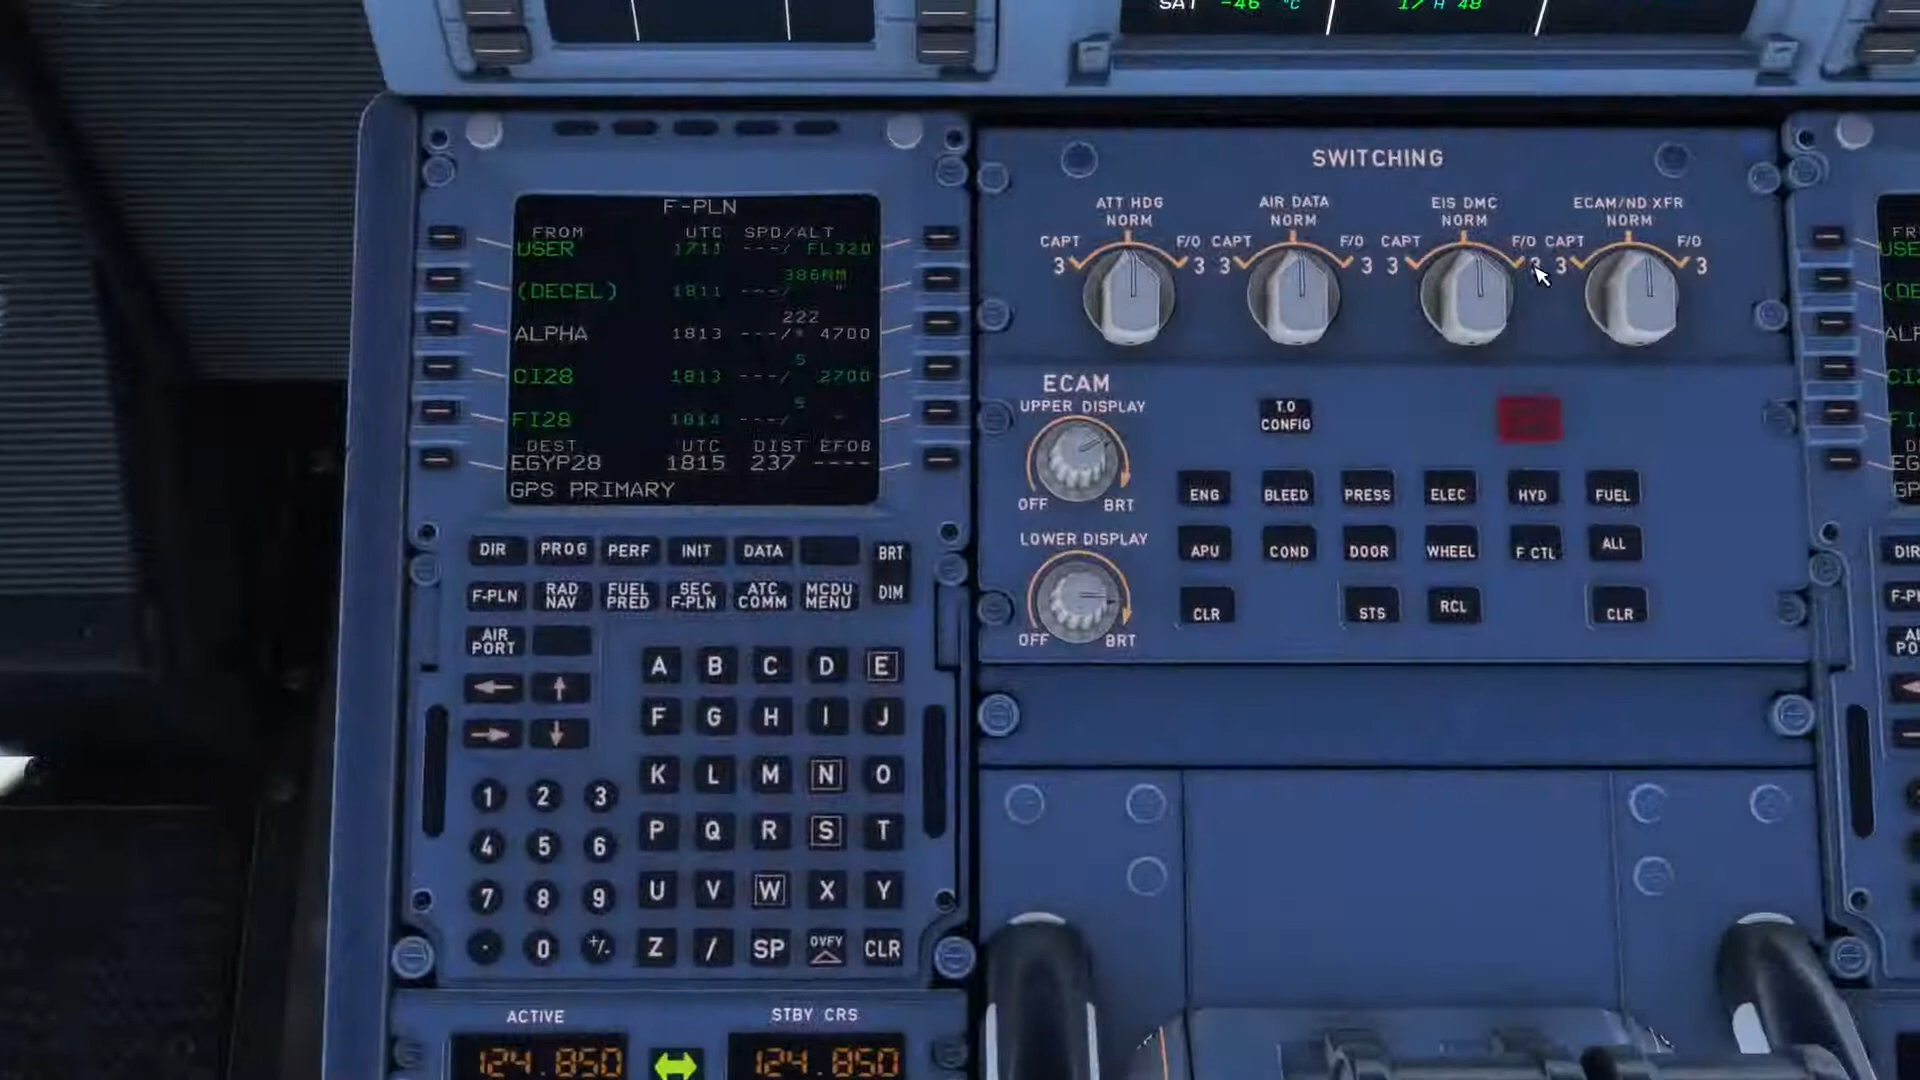 SAT -46 °C
17 H 48
F-PLN
FROM UTC SPD/ALT
USER 1711 ---/ FL320
386NM
(DECEL) 1811 ---/ "
222
ALPHA 1813 ---/* 4700
5
CI28 1813 ---/ 2700
5
FI28 1814 ---/
DEST UTC DIST EFOB
EGYP28 1815 237 ----
GPS PRIMARY
SWITCHING
ATT HDG
NORM
CAPT
3
F/O
3
AIR DATA
NORM
CAPT
3
F/O
3
EIS DMC
NORM
CAPT
3
F/O
3
ECAM/ND XFR
NORM
CAPT
3
F/O
3
ECAM
UPPER DISPLAY
OFF BRT
LOWER DISPLAY
OFF BRT
T.O
CONFIG
ENG BLEED PRESS ELEC HYD FUEL
APU COND DOOR WHEEL F CTL ALL
CLR STS RCL CLR
DIR PROG PERF INIT DATA BRT
F-PLN RAD NAV FUEL PRED SEC F-PLN ATC COMM MCDU MENU DIM
AIR
PORT
A B C D E
F G H I J
K L M N O
P Q R S T
U V W X Y
Z / SP OVFY CLR
1 2 3
4 5 6
7 8 9
. 0 +/-
ACTIVE STBY CRS
124.850 124.850